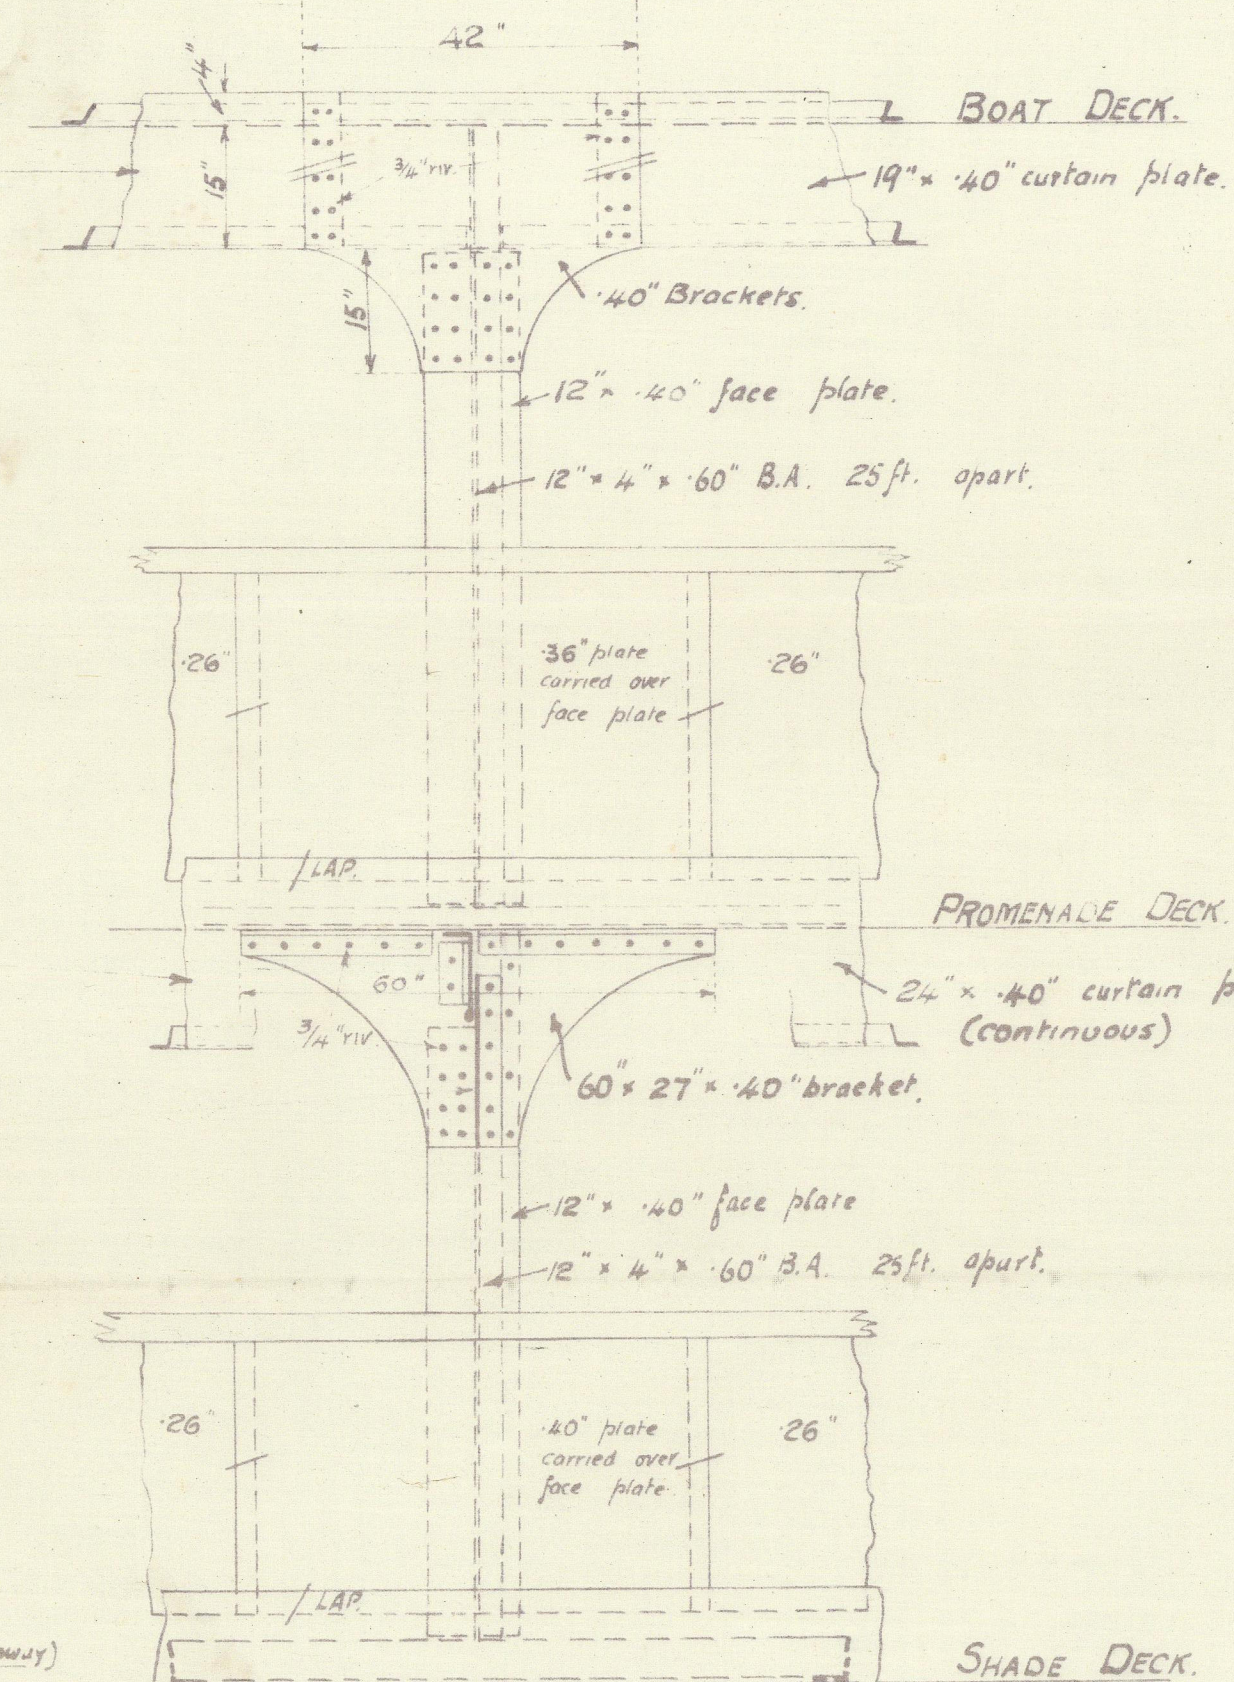 42"
4"
BOAT DECK.
15"
3/4" riv.
19" × .40" curtain plate.
15"
.40" Brackets.
12" × .40" face plate.
12" × 4" × .60" B.A. 25 ft. apart.
.26"
.36" plate
carried over
face plate
.26"
LAP.
PROMENADE DECK.
60"
24" × .40" curtain
(continuous)
3/4" riv.
60" × 27" × .40" bracket.
12" × .40" face plate
12" × 4" × .60" B.A. 25 ft. apart.
.26"
.40" plate
carried over
face plate
.26"
LAP.
SHADE DECK.